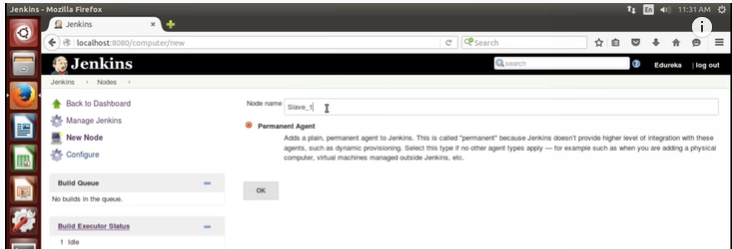 Jenkins - Mozilla Firefox
En
11:31 AM
Jenkins
localhost:8080/computer/new
Search
Jenkins
search
Edureka
log out
Jenkins
Nodes
Back to Dashboard
Manage Jenkins
New Node
Configure
Build Queue
No builds in the queue.
Build Executor Status
1 Idle
Node name
Slave_1
Permanent Agent
Adds a plain, permanent agent to Jenkins. This is called "permanent" because Jenkins doesn't provide higher level of integration with these
agents, such as dynamic provisioning. Select this type if no other agent types apply — for example such as when you are adding a physical
computer, virtual machines managed outside Jenkins, etc.
OK